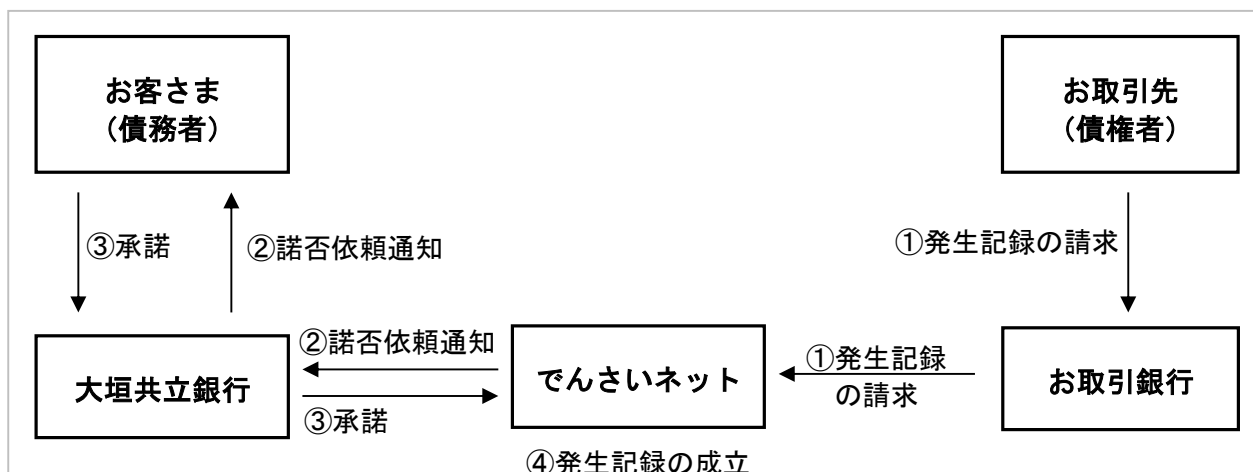 お客さま
（債務者）
お取引先
（債権者）
③承諾
②諾否依頼通知
①発生記録の請求
大垣共立銀行
②諾否依頼通知
③承諾
でんさいネット
①発生記録
の請求
お取引銀行
④発生記録の成立